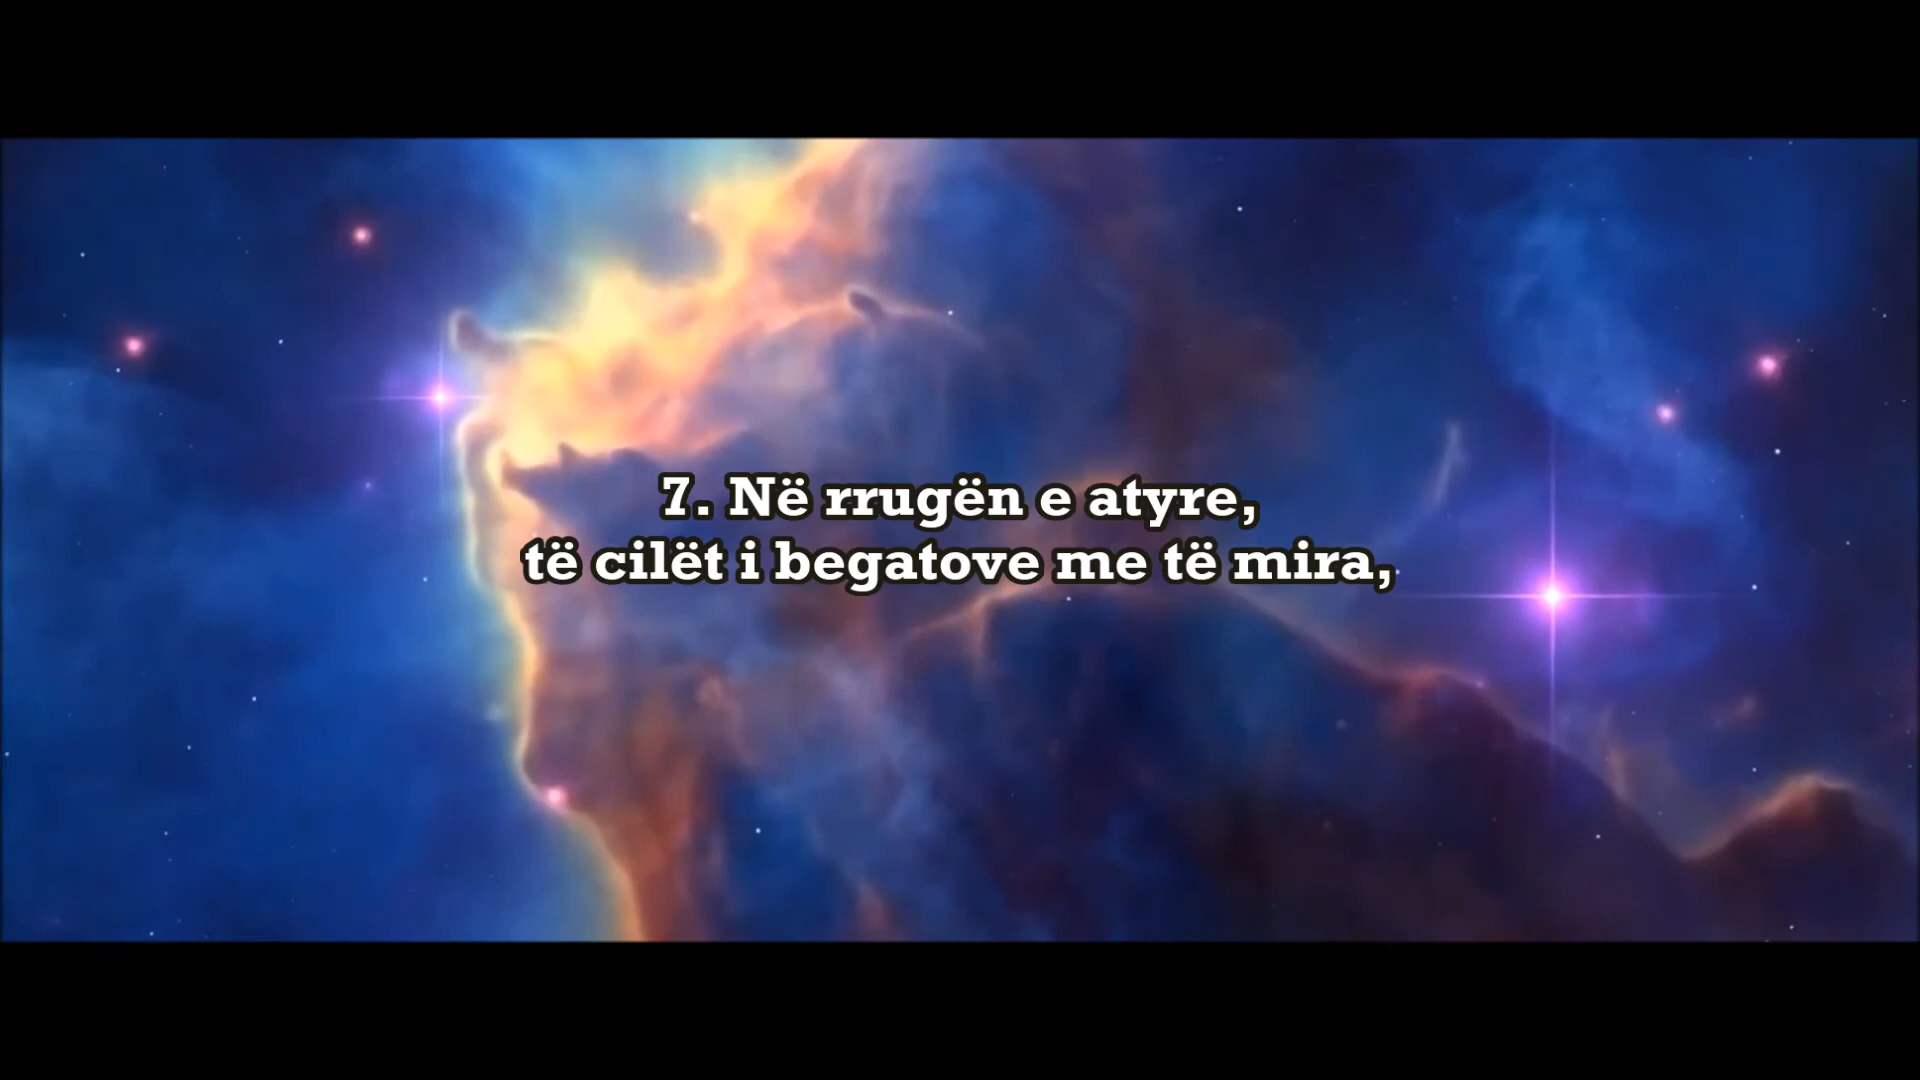 7. Në rrugën e atyre,
të cilët i begatove me të mira,